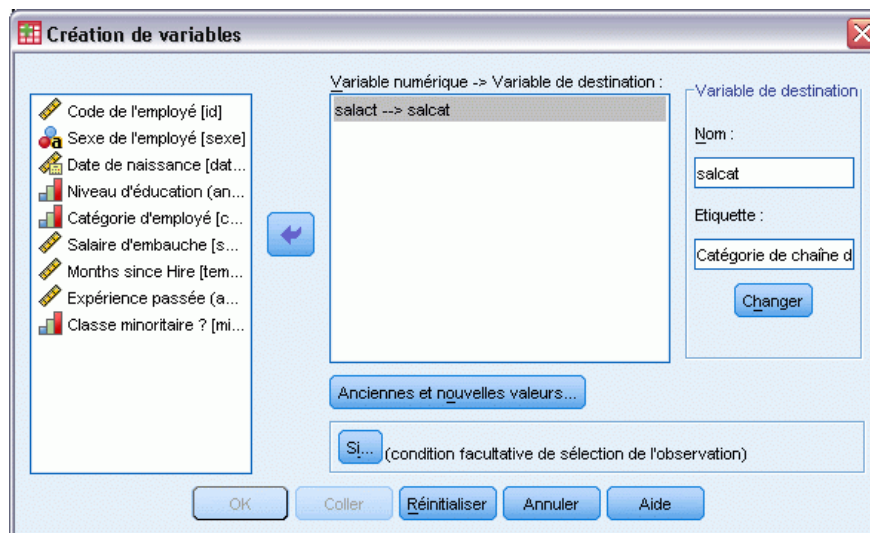 Création de variables
Code de l'employé [id]
Sexe de l'employé [sexe]
Date de naissance [dat...
Niveau d'éducation (an...
Catégorie d'employé [c...
Salaire d'embauche [s...
Months since Hire [tem...
Expérience passée (a...
Classe minoritaire ? [mi...
Variable numérique -> Variable de destination :
salact --> salcat
Variable de destination
Nom :
salcat
Etiquette :
Catégorie de chaîne d
Changer
Anciennes et nouvelles valeurs...
Si... (condition facultative de sélection de l'observation)
OK Coller Réinitialiser Annuler Aide